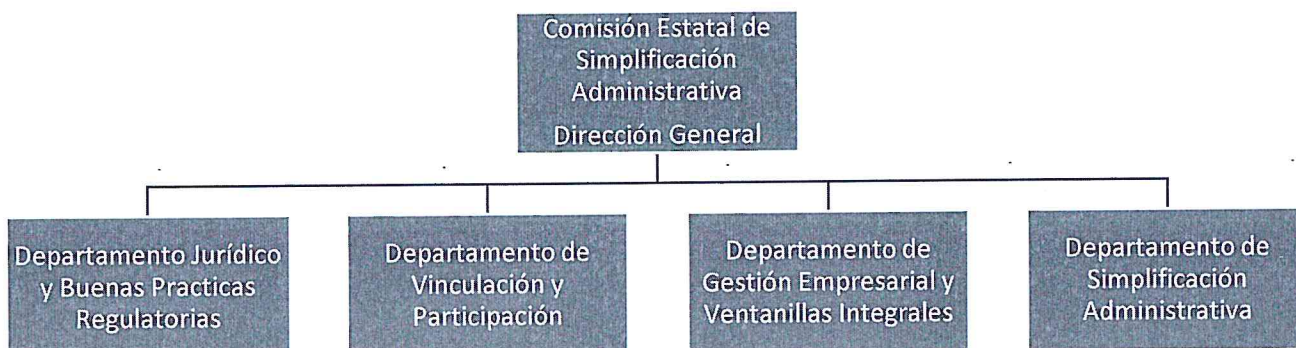 Comisión Estatal de
Simplificación
Administrativa
Dirección General
Departamento Jurídico
y Buenas Practicas
Regulatorias
Departamento de
Vinculación y
Participación
Departamento de
Gestión Empresarial y
Ventanillas Integrales
Departamento de
Simplificación
Administrativa